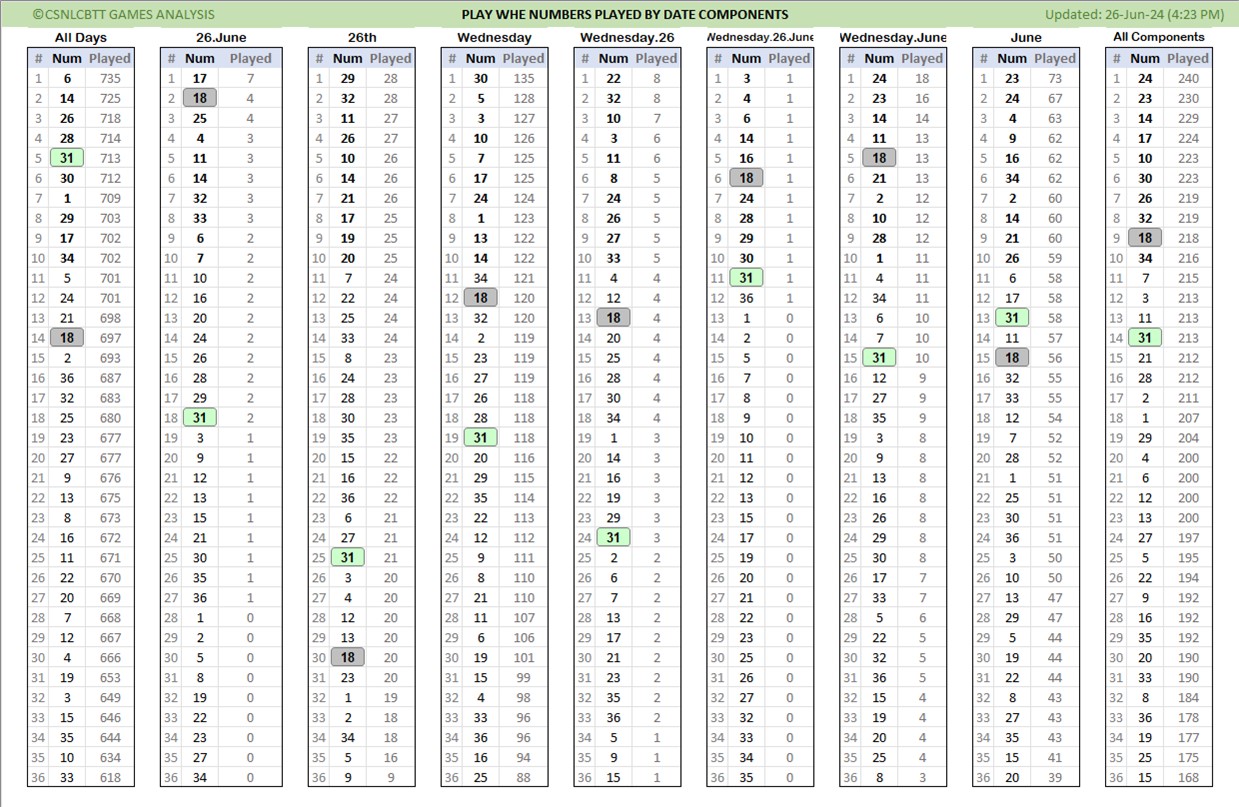 ©CSNLCBTT GAMES ANALYSIS PLAY WHE NUMBERS PLAYED BY DATE COMPONENTS Updated: 26-Jun-24 (4:23 PM)
All Days 26.June 26th Wednesday Wednesday.26 Wednesday.26.June Wednesday.June June All Components
# Num Played # Num Played # Num Played # Num Played # Num Played # Num Played # Num Played # Num Played # Num Played
1 6 735 1 17 7 1 29 28 1 30 135 1 22 8 1 3 1 1 24 18 1 23 73 1 24 240
2 14 725 2 18 4 2 32 28 2 5 128 2 32 8 2 4 1 2 23 16 2 24 67 2 23 230
3 26 718 3 25 4 3 11 27 3 3 127 3 10 7 3 6 1 3 14 14 3 4 63 3 14 229
4 28 714 4 4 3 4 26 27 4 10 126 4 3 6 4 14 1 4 11 13 4 9 62 4 17 224
5 31 713 5 11 3 5 10 26 5 7 125 5 11 6 5 16 1 5 18 13 5 16 62 5 10 223
6 30 712 6 14 3 6 14 26 6 17 125 6 8 5 6 18 1 6 21 13 6 34 62 6 30 223
7 1 709 7 32 3 7 21 26 7 24 124 7 24 5 7 24 1 7 2 12 7 2 60 7 26 219
8 29 703 8 33 3 8 17 25 8 1 123 8 26 5 8 28 1 8 10 12 8 14 60 8 32 219
9 17 702 9 6 2 9 19 25 9 13 122 9 27 5 9 29 1 9 28 12 9 21 60 9 18 218
10 34 702 10 7 2 10 20 25 10 14 122 10 33 5 10 30 1 10 1 11 10 26 59 10 34 216
11 5 701 11 10 2 11 7 24 11 34 121 11 4 4 11 31 1 11 4 11 11 6 58 11 7 215
12 24 701 12 16 2 12 22 24 12 18 120 12 12 4 12 36 1 12 34 11 12 17 58 12 3 213
13 21 698 13 20 2 13 25 24 13 32 120 13 18 4 13 1 0 13 6 10 13 31 58 13 11 213
14 18 697 14 24 2 14 33 24 14 2 119 14 20 4 14 2 0 14 7 10 14 11 57 14 31 213
15 2 693 15 26 2 15 8 23 15 23 119 15 25 4 15 5 0 15 31 10 15 18 56 15 21 212
16 36 687 16 28 2 16 24 23 16 27 119 16 28 4 16 7 0 16 12 9 16 32 55 16 28 212
17 32 683 17 29 2 17 28 23 17 26 118 17 30 4 17 8 0 17 27 9 17 33 55 17 2 211
18 25 680 18 31 2 18 30 23 18 28 118 18 34 4 18 9 0 18 35 9 18 12 54 18 1 207
19 23 677 19 3 1 19 35 23 19 31 118 19 1 3 19 10 0 19 3 8 19 7 52 19 29 204
20 27 677 20 9 1 20 15 22 20 20 116 20 14 3 20 11 0 20 9 8 20 28 52 20 4 200
21 9 676 21 12 1 21 16 22 21 29 115 21 16 3 21 12 0 21 13 8 21 1 51 21 6 200
22 13 675 22 13 1 22 36 22 22 35 114 22 19 3 22 13 0 22 16 8 22 25 51 22 12 200
23 8 673 23 15 1 23 6 21 23 22 113 23 29 3 23 15 0 23 26 8 23 30 51 23 13 200
24 16 672 24 21 1 24 27 21 24 12 112 24 31 3 24 17 0 24 29 8 24 36 51 24 27 197
25 11 671 25 30 1 25 31 21 25 9 111 25 2 2 25 19 0 25 30 8 25 3 50 25 5 195
26 22 670 26 35 1 26 3 20 26 8 110 26 6 2 26 20 0 26 17 7 26 10 50 26 22 194
27 20 669 27 36 1 27 4 20 27 21 110 27 7 2 27 21 0 27 33 7 27 13 47 27 9 192
28 7 668 28 1 0 28 12 20 28 11 107 28 13 2 28 22 0 28 5 6 28 29 47 28 16 192
29 12 667 29 2 0 29 13 20 29 6 106 29 17 2 29 23 0 29 22 5 29 5 44 29 35 192
30 4 666 30 5 0 30 18 20 30 19 101 30 21 2 30 25 0 30 32 5 30 19 44 30 20 190
31 19 653 31 8 0 31 23 20 31 15 99 31 23 2 31 26 0 31 36 5 31 22 44 31 33 190
32 3 649 32 19 0 32 1 19 32 4 98 32 35 2 32 27 0 32 15 4 32 8 43 32 8 184
33 15 646 33 22 0 33 2 18 33 33 96 33 36 2 33 32 0 33 19 4 33 27 43 33 36 178
34 35 644 34 23 0 34 34 18 34 36 96 34 5 1 34 33 0 34 20 4 34 35 43 34 19 177
35 10 634 35 27 0 35 5 16 35 16 94 35 9 1 35 34 0 35 25 4 35 15 41 35 25 175
36 33 618 36 34 0 36 9 9 36 25 88 36 15 1 36 35 0 36 8 3 36 20 39 36 15 168